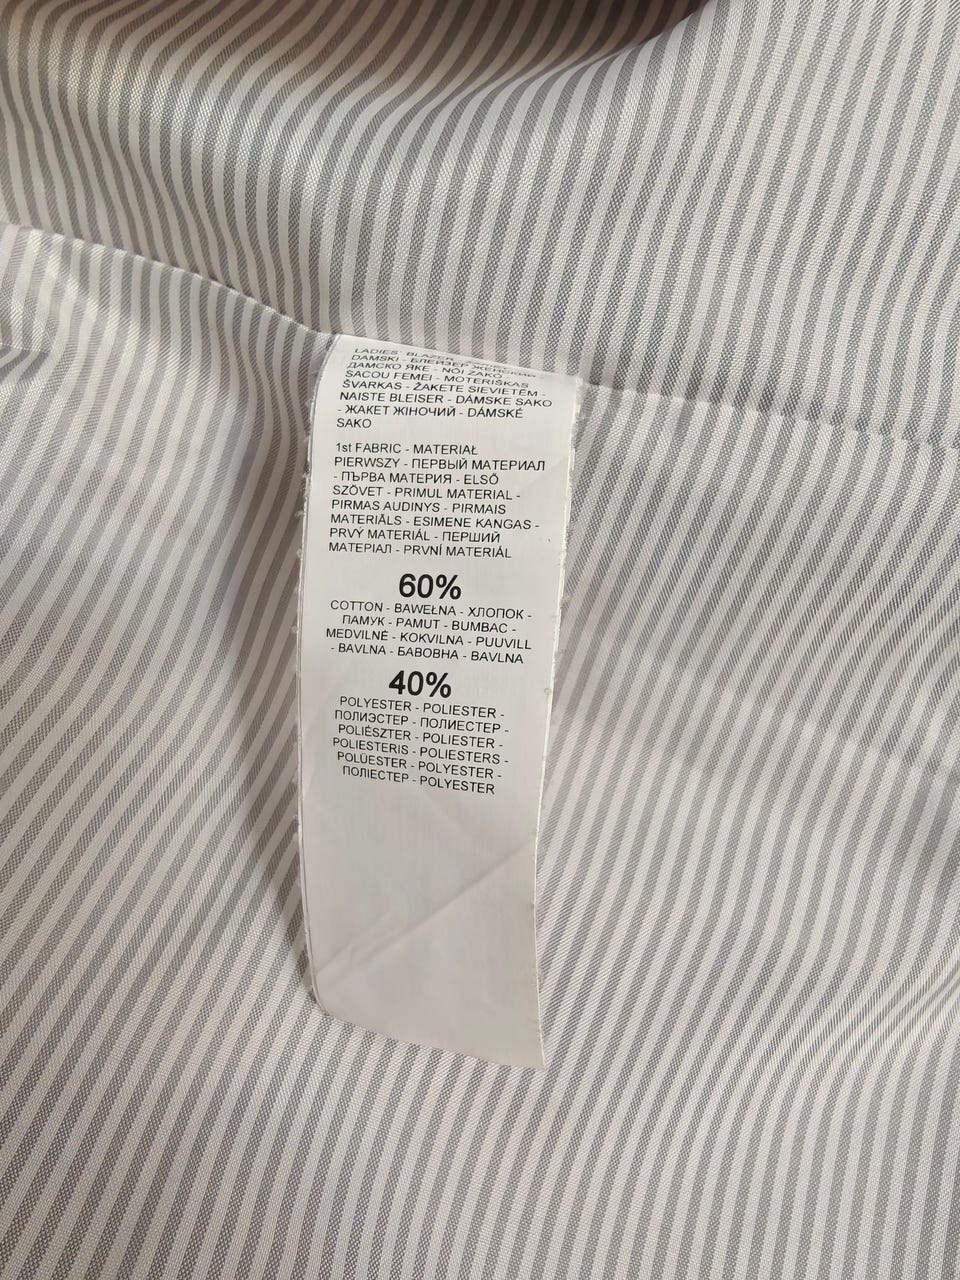 LADIES' BLAZER
DAMSKI - БЛЕЙЗЕР ЖЕНСКИЙ
ДАМСКО ЯКЕ - NŐI ZAKÓ
SACOU FEMEI - MOTERIŠKAS
ŠVARKAS - ŽAKETE SIEVIETĒM -
NAISTE BLEISER - DÁMSKE SAKO
- ЖАКЕТ ЖІНОЧИЙ - DÁMSKÉ
SAKO
1st FABRIC - MATERIAŁ
PIERWSZY - ПЕРВЫЙ МАТЕРИАЛ
- ПЪРВА МАТЕРИЯ - ELSŐ
SZÖVET - PRIMUL MATERIAL -
PIRMAS AUDINYS - PIRMAIS
MATERIĀLS - ESIMENE KANGAS -
PRVÝ MATERIÁL - ПЕРШИЙ
МАТЕРІАЛ - PRVNÍ MATERIÁL
60%
COTTON - BAWEŁNA - ХЛОПОК -
ПАМУК - PAMUT - BUMBAC -
MEDVILNĖ - KOKVILNA - PUUVILL
- BAVLNA - БАВОВНА - BAVLNA
40%
POLYESTER - POLIESTER -
ПОЛИЭСТЕР - ПОЛИЕСТЕР -
POLIÉSZTER - POLIESTER -
POLIESTERIS - POLIESTERS -
POLÜESTER - POLYESTER -
ПОЛІЕСТЕР - POLYESTER